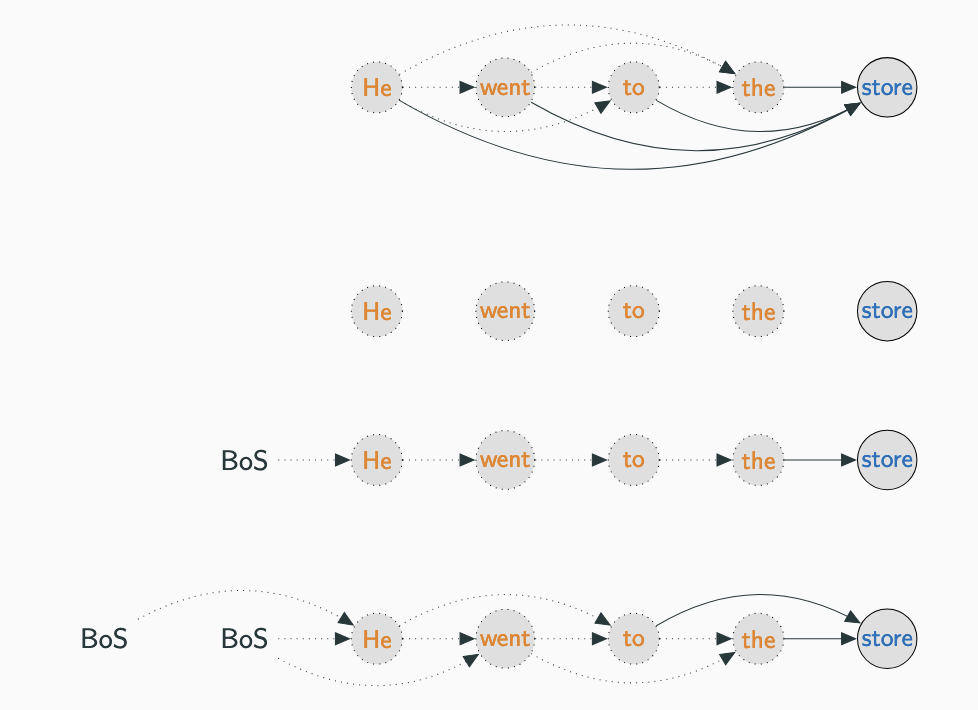 He went to the store
He went to the store
BoS He went to the store
BoS BoS He went to the store